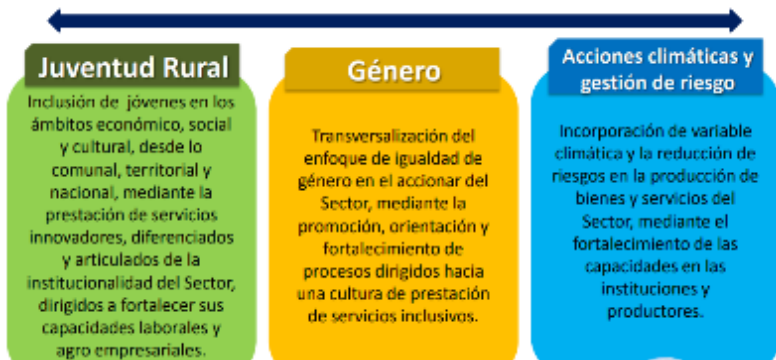 Juventud Rural
Inclusión de jóvenes en los
ámbitos económico, social
y cultural, desde lo
comunal, territorial y
nacional, mediante la
prestación de servicios
innovadores, diferenciados
y articulados de la
institucionalidad del Sector,
dirigidos a fortalecer sus
capacidades laborales y
agro empresariales.
Género
Transversalización del
enfoque de igualdad de
género en el accionar del
Sector, mediante la
promoción, orientación y
fortalecimiento de
procesos dirigidos hacia
una cultura de prestación
de servicios inclusivos.
Acciones climáticas y
gestión de riesgo
Incorporación de variable
climática y la reducción de
riesgos en la producción de
bienes y servicios del
Sector, mediante el
fortalecimiento de las
capacidades en las
instituciones y
productores.